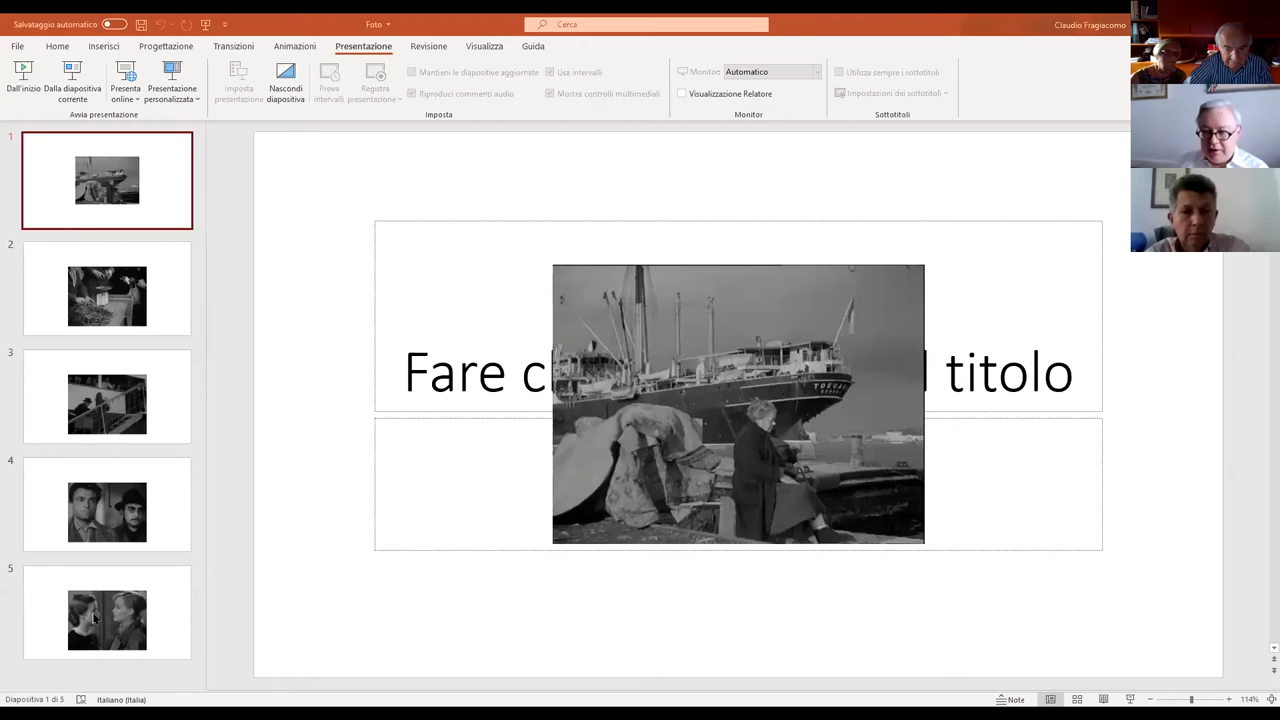 Salvataggio automatico
Foto
Cerca
Claudio Fragiacomo
File
Home
Inserisci
Progettazione
Transizioni
Animazioni
Presentazione
Revisione
Visualizza
Guida
Dall'inizio
Dalla diapositiva
corrente
Presenta
online
Presentazione
personalizzata
Avvia presentazione
Imposta
presentazione
Nascondi
diapositiva
Prova
intervalli
Registra
presentazione
Mantieni le diapositive aggiornate
Riproduci commenti audio
Usa intervalli
Mostra controlli multimediali
Imposta
Monitor:
Automatico
Visualizzazione Relatore
Monitor
Utilizza sempre i sottotitoli
Impostazioni dei sottotitoli
Sottotitoli
1
2
3
4
5
Fare c
titolo
Diapositiva 1 di 5
Italiano (Italia)
Note
114%